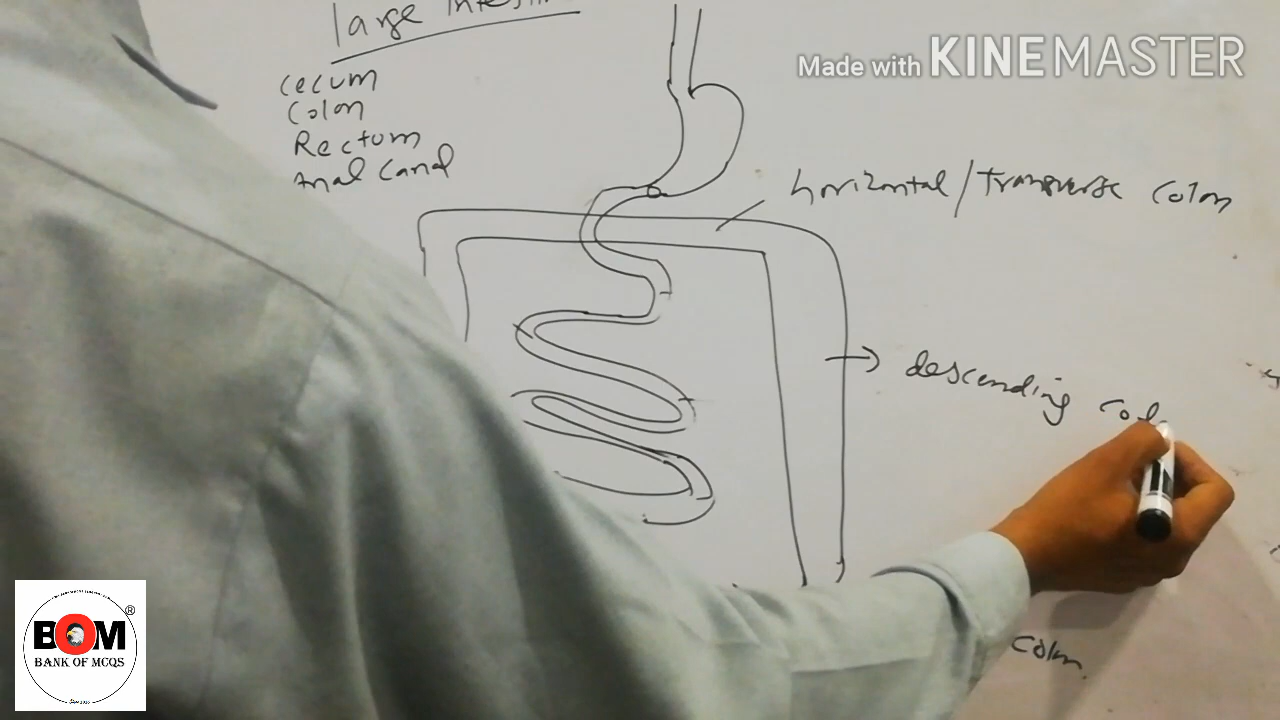 large
Cecum
Colon
Rectum
Anal Canal
Made with KINEMASTER
horizontal/Transverse Colon
descending Col
Colon
BOM
®
BANK OF MCQS